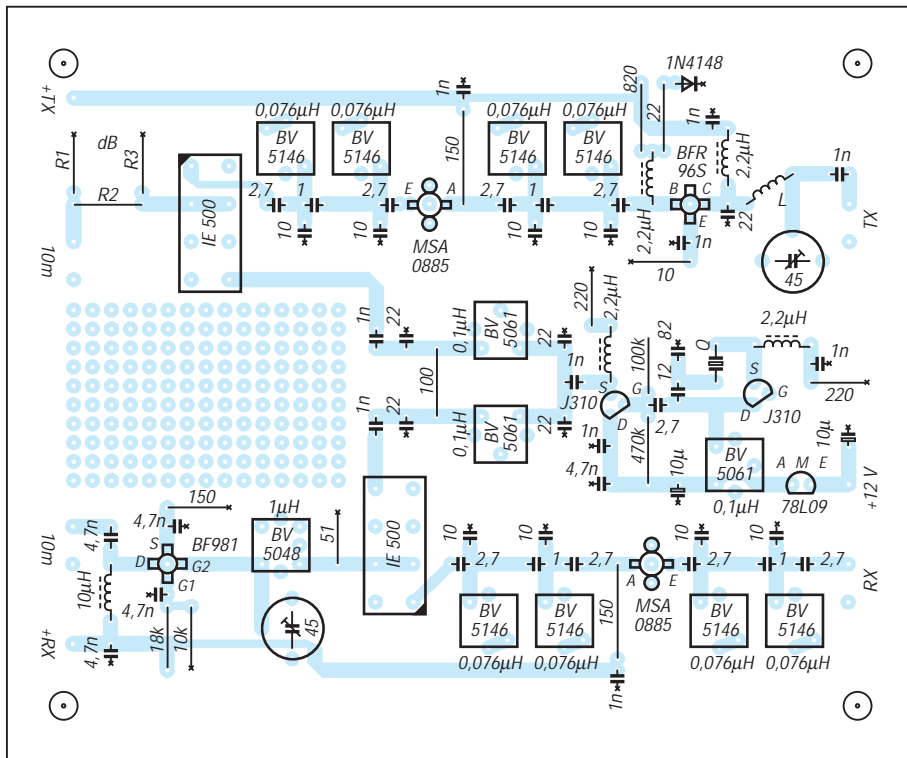 +TX
R1
dB
R3
R2
10m
IE 500
0,076µH
0,076µH
BV
5146
BV
5146
2,7
1
2,7
10
10
E
A
MSA
0885
1n
150
0,076µH
0,076µH
BV
5146
BV
5146
2,7
1
2,7
10
10
820
22
1N4148
1n
BFR
96S
2,2µH
2,2µH
B
C
E
1n
10
22
L
1n
45
TX
1n
22
0,1µH
BV
5061
22
100
1n
22
0,1µH
BV
5061
22
220
2,2µH
1n
S
G
J310
D
1n
4,7n
100k
470k
82
12
2,7
10µ
Q
2,2µH
1n
S
G
D
J310
220
BV
5061
0,1µH
A
M
E
78L09
10µ
+12 V
150
10m
4,7n
4,7n
S
BF981
D
G2
G1
10µH
4,7n
4,7n
18k
10k
+RX
1µH
BV
5048
51
45
IE 500
10
10
2,7
1
2,7
BV
5146
BV
5146
0,076µH
0,076µH
150
1n
A
E
MSA
0885
10
10
2,7
1
2,7
BV
5146
BV
5146
0,076µH
0,076µH
RX